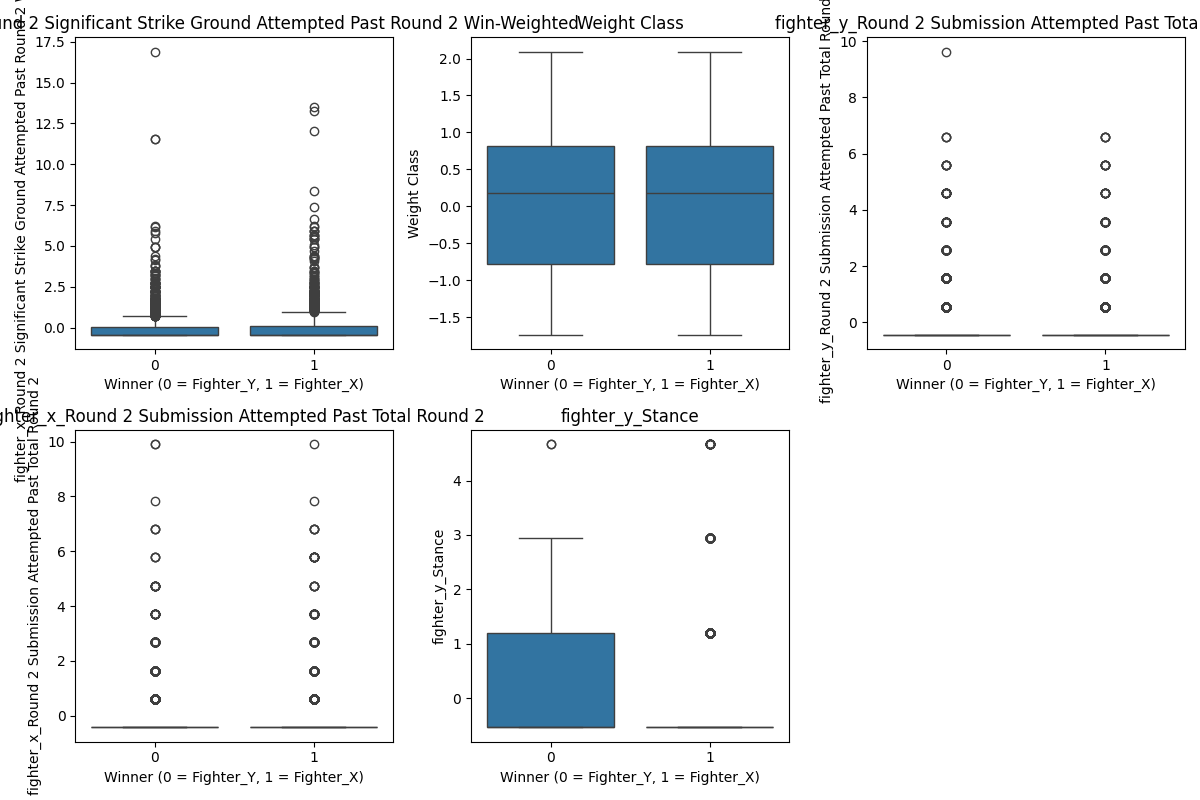 und 2 Significant Strike Ground Attempted Past Round 2 Win-Weighted
fighter_x_Round 2 Significant Strike Ground Attempted Past Round 2
17.5
15.0
12.5
10.0
7.5
5.0
2.5
0.0
0
1
Winner (0 = Fighter_Y, 1 = Fighter_X)
Weight Class
Weight Class
2.0
1.5
1.0
0.5
0.0
−0.5
−1.0
−1.5
0
1
Winner (0 = Fighter_Y, 1 = Fighter_X)
fighter_y_Round 2 Submission Attempted Past Tota
fighter_y_Round 2 Submission Attempted Past Total Round
10
8
6
4
2
0
0
1
Winner (0 = Fighter_Y, 1 = Fighter_X)
ghter_x_Round 2 Submission Attempted Past Total Round 2
fighter_x_Round 2 Submission Attempted Past Total Round 2
10
8
6
4
2
0
0
1
Winner (0 = Fighter_Y, 1 = Fighter_X)
fighter_y_Stance
fighter_y_Stance
4
3
2
1
0
0
1
Winner (0 = Fighter_Y, 1 = Fighter_X)